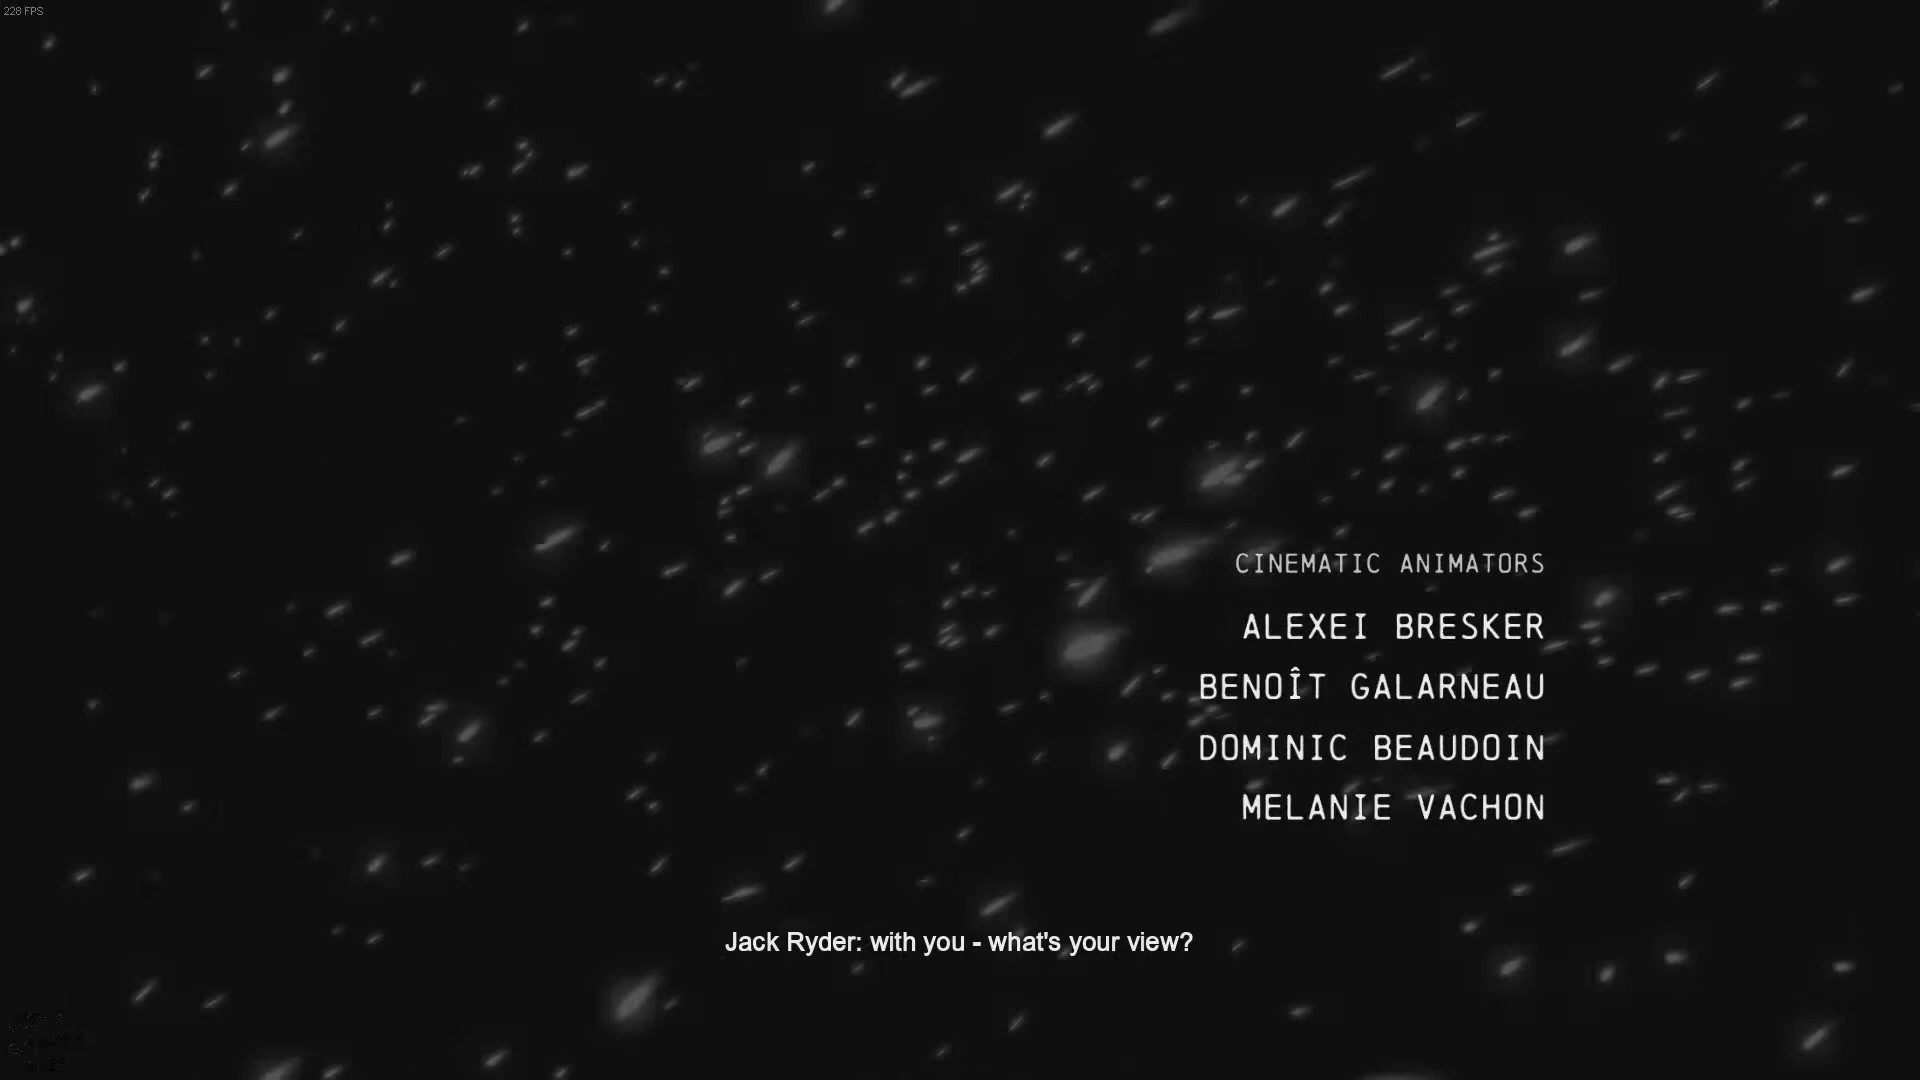 228 FPS
CINEMATIC ANIMATORS
ALEXEI BRESKER
BENOÎT GALARNEAU
DOMINIC BEAUDOIN
MELANIE VACHON
Jack Ryder: with you - what's your view?